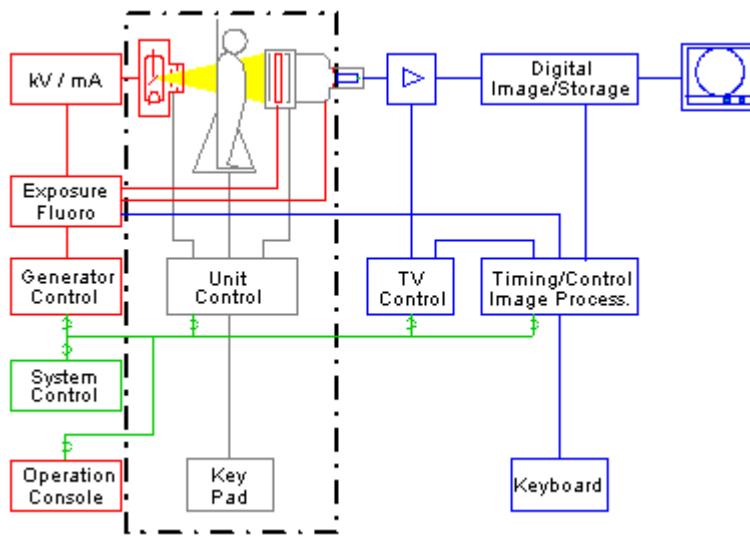 kV / mA
Digital
Image/Storage
Exposure
Fluoro
Generator
Control
Unit
Control
TV
Control
Timing/Control
Image Process.
System
Control
Operation
Console
Key
Pad
Keyboard